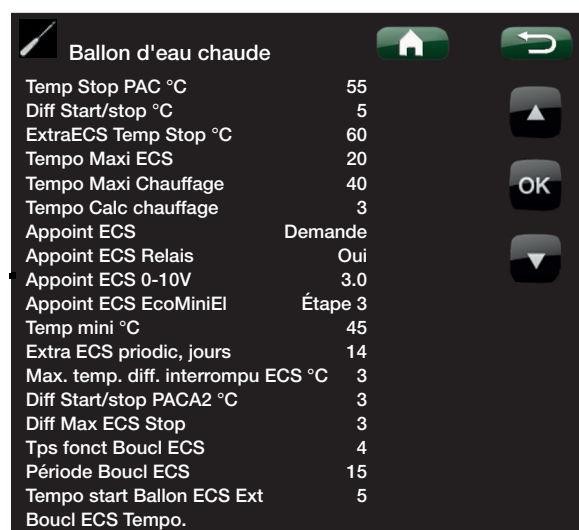 Ballon d'eau chaude
Temp Stop PAC °C 55
Diff Start/stop °C 5
ExtraECS Temp Stop °C 60
Tempo Maxi ECS 20
Tempo Maxi Chauffage 40
Tempo Calc chauffage 3
Appoint ECS Demande
Appoint ECS Relais Oui
Appoint ECS 0-10V 3.0
Appoint ECS EcoMiniEl Étape 3
Temp mini °C 45
Extra ECS priodic, jours 14
Max. temp. diff. interrompu ECS °C 3
Diff Start/stop PACA2 °C 3
Diff Max ECS Stop 3
Tps fonct Boucl ECS 4
Période Boucl ECS 15
Tempo start Ballon ECS Ext 5
Boucl ECS Tempo.
OK